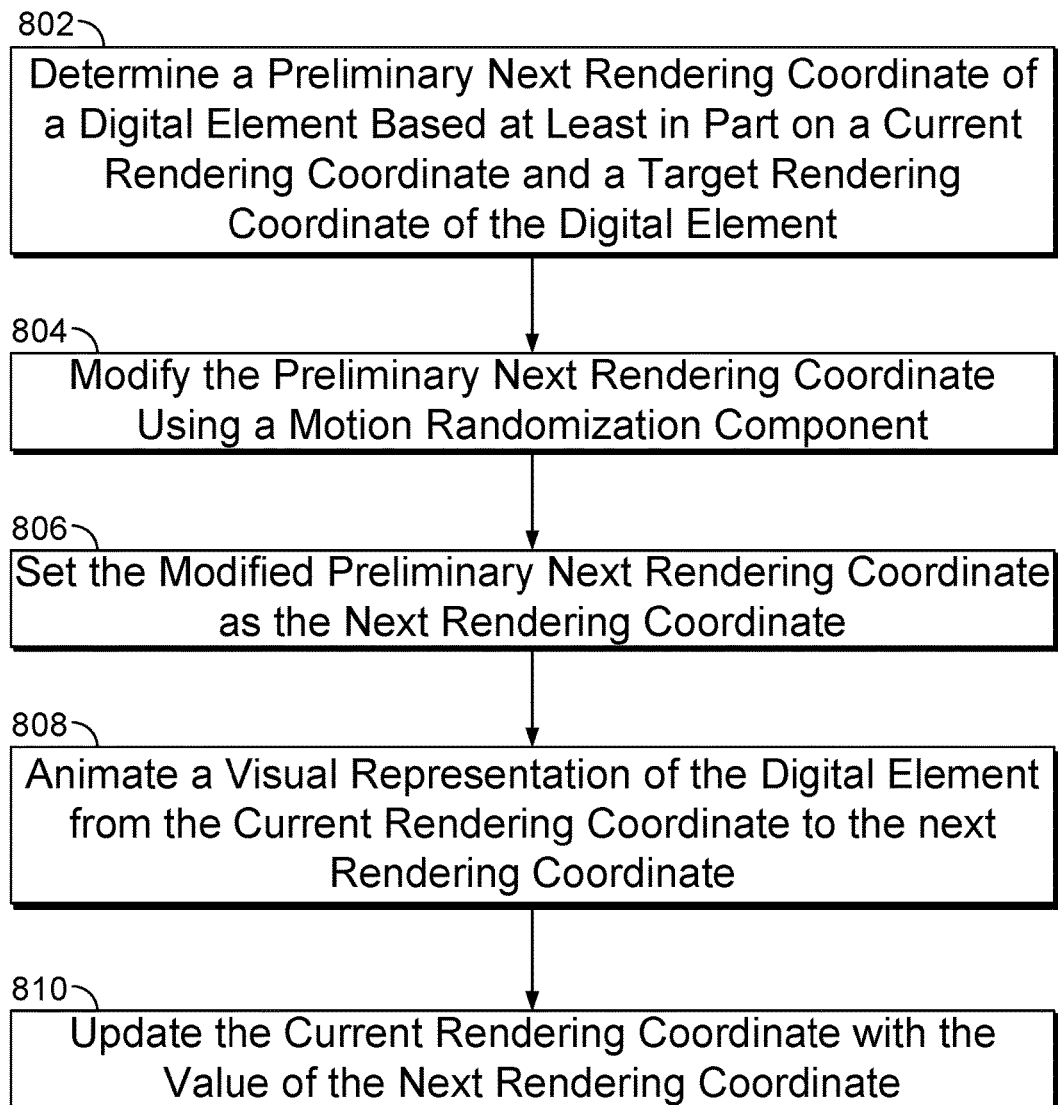 802
Determine a Preliminary Next Rendering Coordinate of
a Digital Element Based at Least in Part on a Current
Rendering Coordinate and a Target Rendering
Coordinate of the Digital Element
804
Modify the Preliminary Next Rendering Coordinate
Using a Motion Randomization Component
806
Set the Modified Preliminary Next Rendering Coordinate
as the Next Rendering Coordinate
808
Animate a Visual Representation of the Digital Element
from the Current Rendering Coordinate to the next
Rendering Coordinate
810
Update the Current Rendering Coordinate with the
Value of the Next Rendering Coordinate